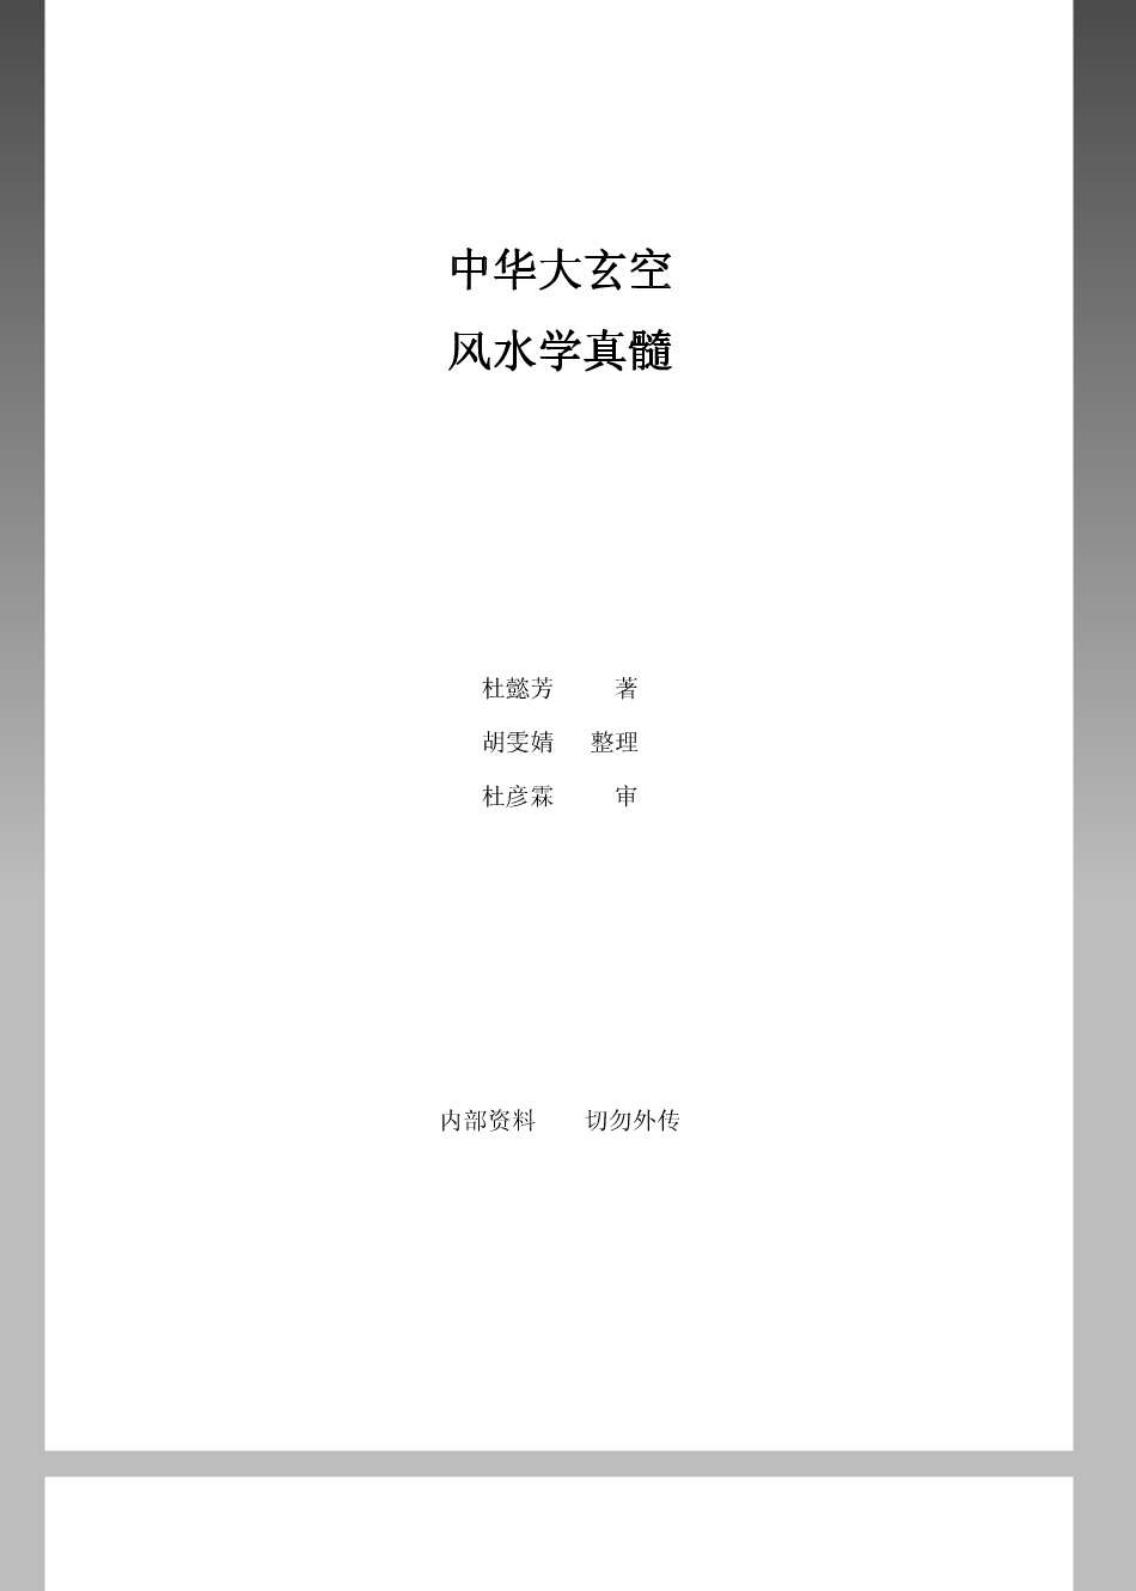 中华大玄空
风水学真髓
杜懿芳 著
胡雯婧 整理
杜彦霖 审
内部资料 切勿外传